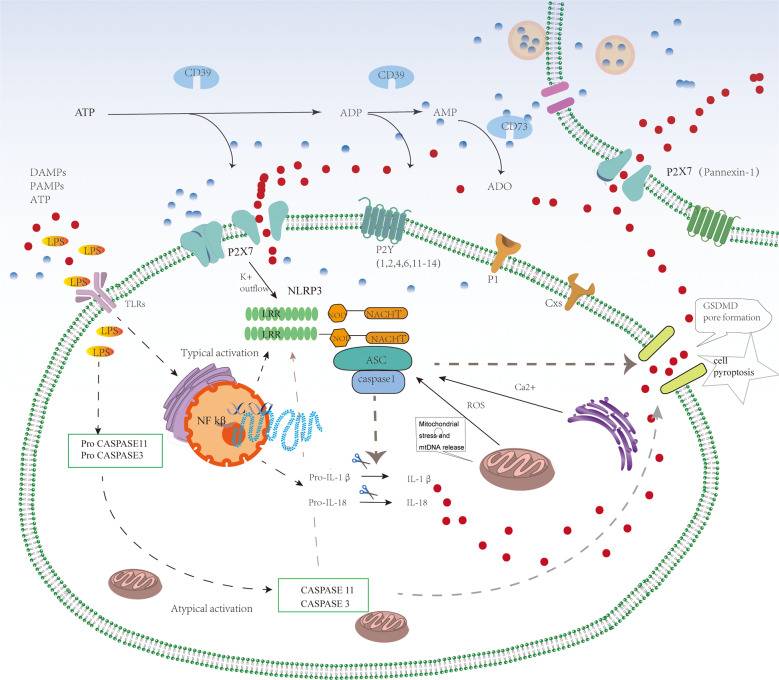 CD39
CD39
ATP
ADP
AMP
CD73
ADO
P2X7 (Pannexin-1)
DAMPs
PAMPs
ATP
LPS
LPS
LPS
TLRs
LPS
LPS
P2X7
P2Y
(1,2,4,6,11-14)
P1
Cxs
K+
outflow
NLRP3
LRR
NOD
NACHT
LRR
NOD
NACHT
ASC
caspase1
GSDMD
pore formation
cell
pyroptosis
Typical activation
NF kβ
Ca2+
ROS
Mitochondrial
stress and
mtDNA release
Pro CASPASE11
Pro CASPASE3
Pro-IL-1 β
IL-1 β
Pro-IL-18
IL-18
CASPASE 11
CASPASE 3
Atypical activation